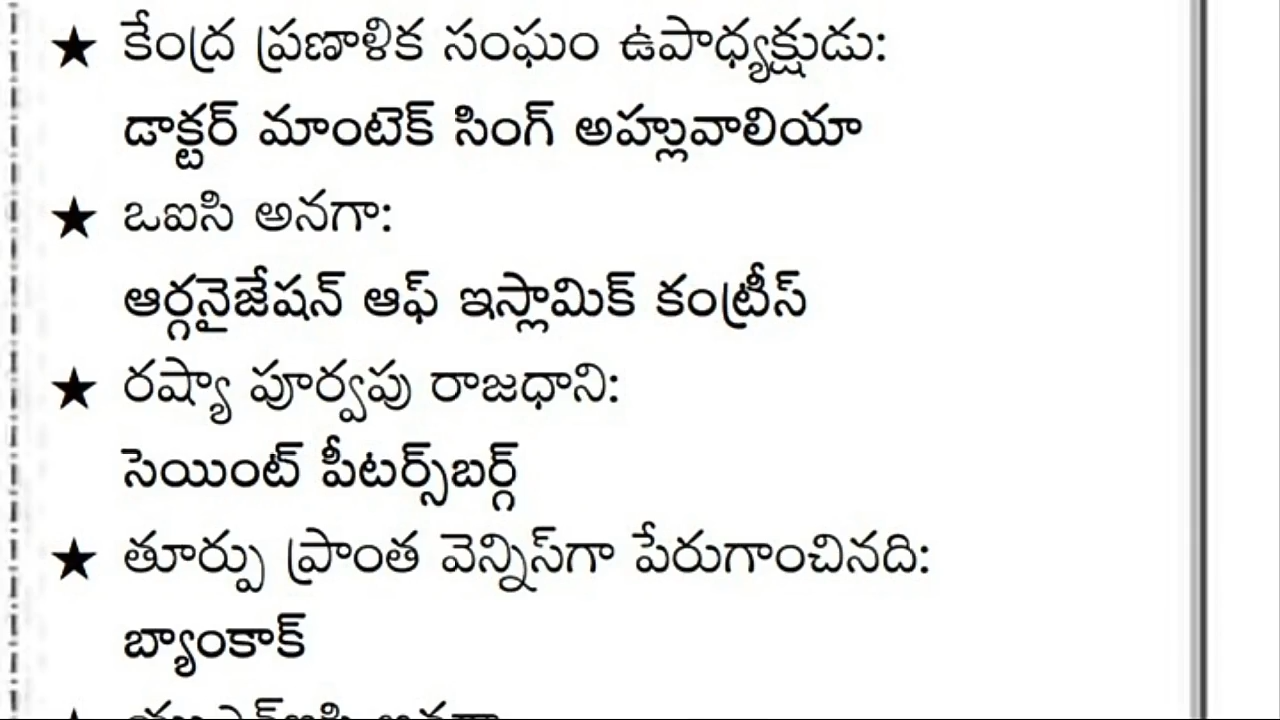 ★ కేంద్ర ప్రణాళిక సంఘం ఉపాధ్యక్షుడు:
డాక్టర్ మాంటెక్ సింగ్ అహ్లువాలియా
★ ఒఐసి అనగా:
ఆర్గనైజేషన్ ఆఫ్ ఇస్లామిక్ కంట్రీస్
★ రష్యా పూర్వపు రాజధాని:
సెయింట్ పీటర్స్‌బర్గ్
★ తూర్పు ప్రాంత వెన్నిస్‌గా పేరుగాంచినది:
బ్యాంకాక్